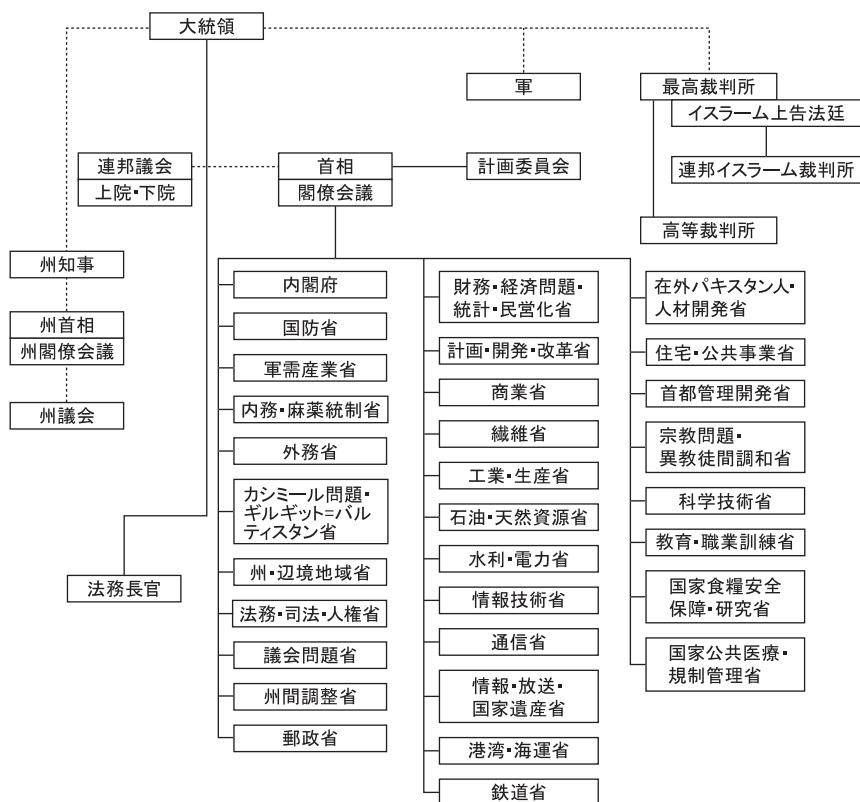 大統領
軍
最高裁判所
イスラーム上告法廷
連邦議会
上院・下院
首相
閣僚会議
計画委員会
連邦イスラーム裁判所
高等裁判所
州知事
州首相
州閣僚会議
州議会
法務長官
内閣府
国防省
軍需産業省
内務・麻薬統制省
外務省
カシミール問題・
ギルギット=バル
ティスタン省
州・辺境地域省
法務・司法・人権省
議会問題省
州間調整省
郵政省
財務・経済問題・
統計・民営化省
計画・開発・改革省
商業省
繊維省
工業・生産省
石油・天然資源省
水利・電力省
情報技術省
通信省
情報・放送・
国家遺産省
港湾・海運省
鉄道省
在外パキスタン人・
人材開発省
住宅・公共事業省
首都管理開発省
宗教問題・
異教徒間調和省
科学技術省
教育・職業訓練省
国家食糧安全
保障・研究省
国家公共医療・
規制管理省